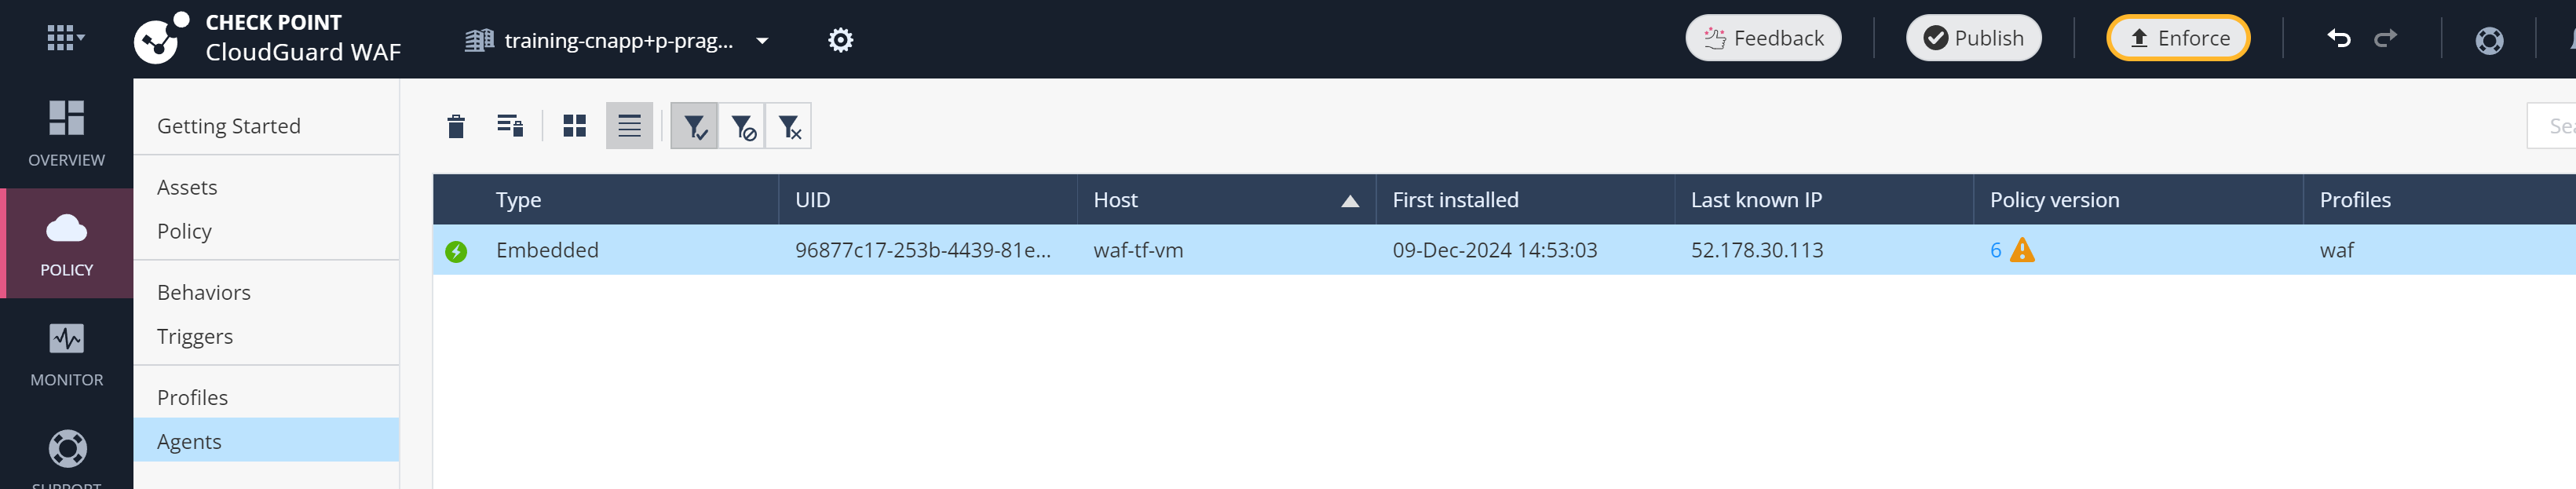 CHECK POINT
CloudGuard WAF
training-cnapp+p-prag...
Feedback
Publish
Enforce
OVERVIEW
POLICY
MONITOR
SUPPORT
Getting Started
Assets
Policy
Behaviors
Triggers
Profiles
Agents
Type UID Host First installed Last known IP Policy version Profiles
Embedded 96877c17-253b-4439-81e... waf-tf-vm 09-Dec-2024 14:53:03 52.178.30.113 6 waf